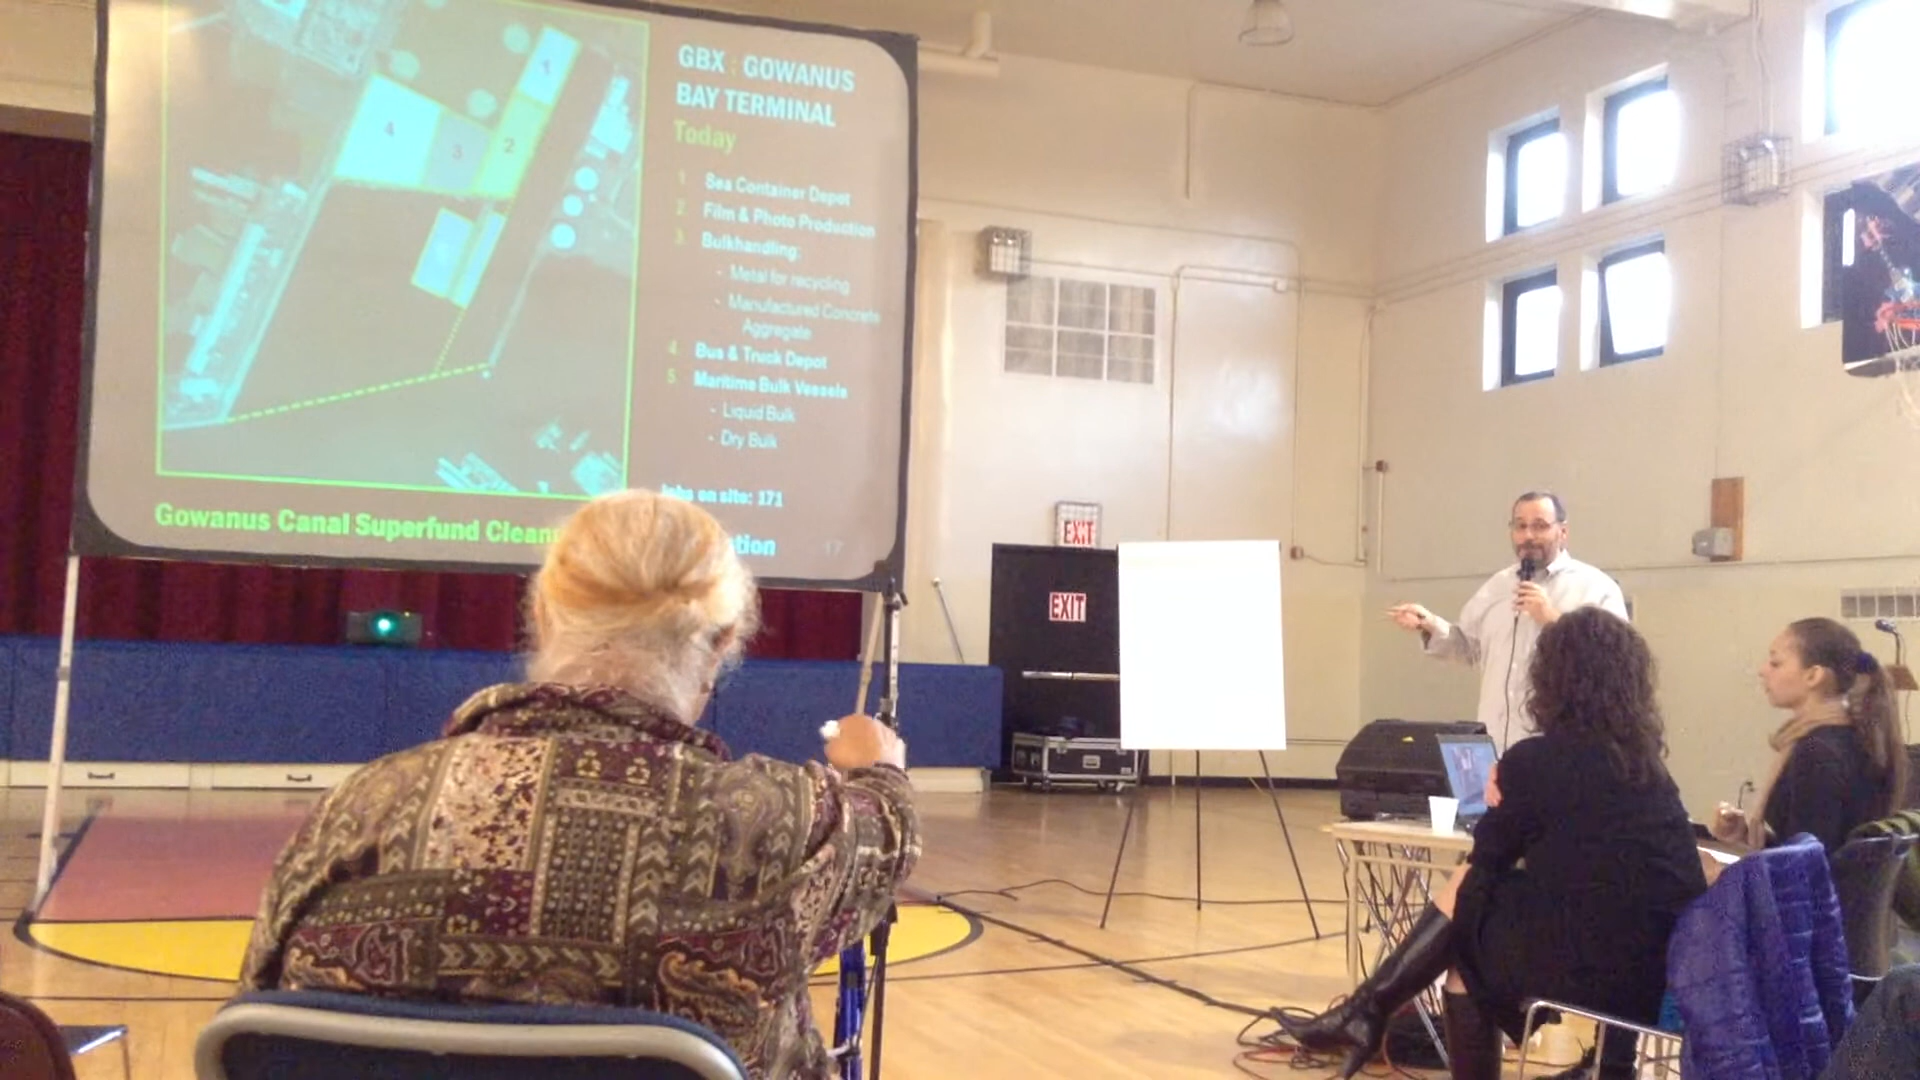 GBX : GOWANUS
BAY TERMINAL
Today
1 Sea Container Depot
2 Film & Photo Production
3 Bulkhandling:
- Metal for recycling
- Manufactured Concrete
Aggregate
4 Bus & Truck Depot
5 Maritime Bulk Vessels
- Liquid Bulk
- Dry Bulk
Jobs on site: 171
Gowanus Canal Superfund
17
4
3
2
1
EXIT
EXIT